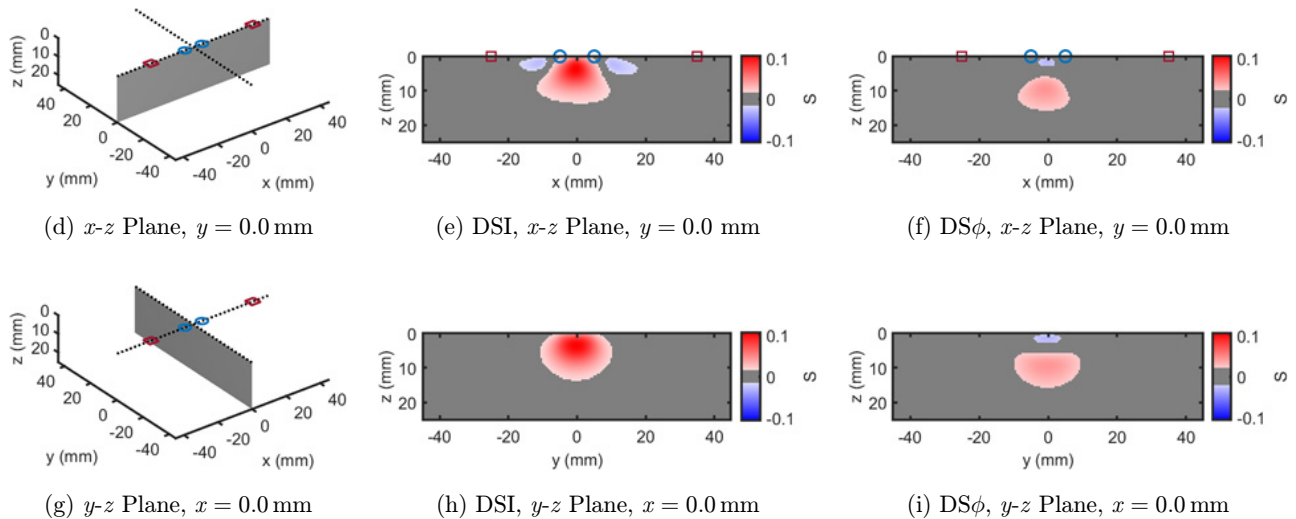 z (mm)
0
10
20
40
20
0
-20
-40
y (mm)
-40
-20
0
20
40
x (mm)
(d) x-z Plane, y = 0.0 mm
z (mm)
0
10
20
-40
-20
0
20
40
x (mm)
0.1
0
-0.1
S
(e) DSI, x-z Plane, y = 0.0 mm
z (mm)
0
10
20
-40
-20
0
20
40
x (mm)
0.1
0
-0.1
S
(f) DSϕ, x-z Plane, y = 0.0 mm
z (mm)
0
10
20
40
20
0
-20
-40
y (mm)
-40
-20
0
20
40
x (mm)
(g) y-z Plane, x = 0.0 mm
z (mm)
0
10
20
-40
-20
0
20
40
y (mm)
0.1
0
-0.1
S
(h) DSI, y-z Plane, x = 0.0 mm
z (mm)
0
10
20
-40
-20
0
20
40
y (mm)
0.1
0
-0.1
S
(i) DSϕ, y-z Plane, x = 0.0 mm